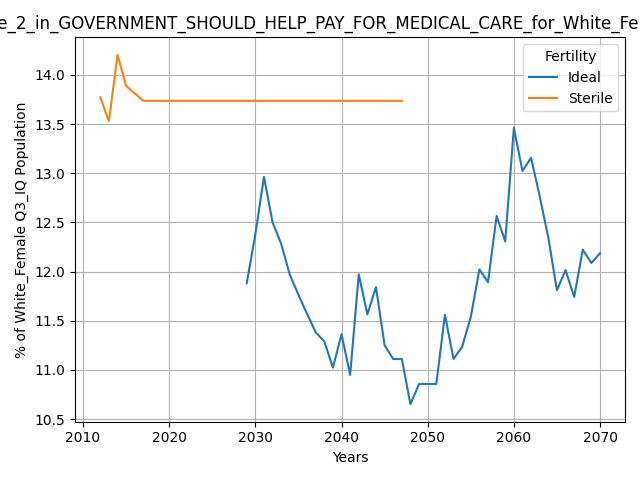 e_2_in_GOVERNMENT_SHOULD_HELP_PAY_FOR_MEDICAL_CARE_for_White_Fe
Fertility
Ideal
Sterile
% of White_Female Q3_IQ Population
14.0
13.5
13.0
12.5
12.0
11.5
11.0
10.5
2010
2020
2030
2040
2050
2060
2070
Years